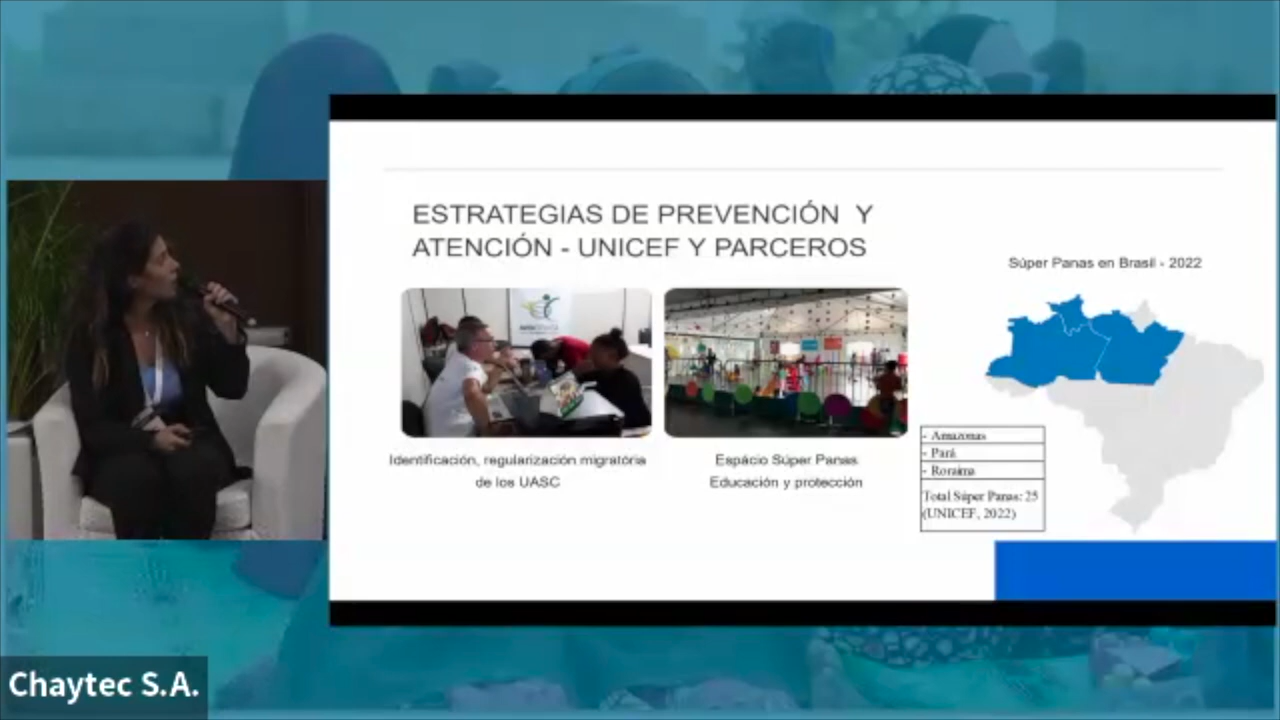 ESTRATEGIAS DE PREVENCIÓN Y
ATENCIÓN - UNICEF Y PARCEROS
Súper Panas en Brasil - 2022
Identificación, regularización migratória
de los UASC
Espácio Súper Panas
Educación y protección
- Amazonas
- Pará
- Roraima
Total Súper Panas: 25
(UNICEF, 2022)
Chaytec S.A.